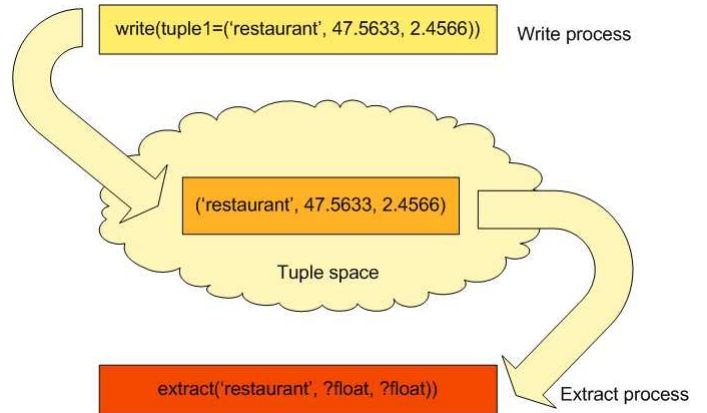 write(tuple1=(‘restaurant’, 47.5633, 2.4566))
Write process
(‘restaurant’, 47.5633, 2.4566)
Tuple space
extract(‘restaurant’, ?float, ?float))
Extract process